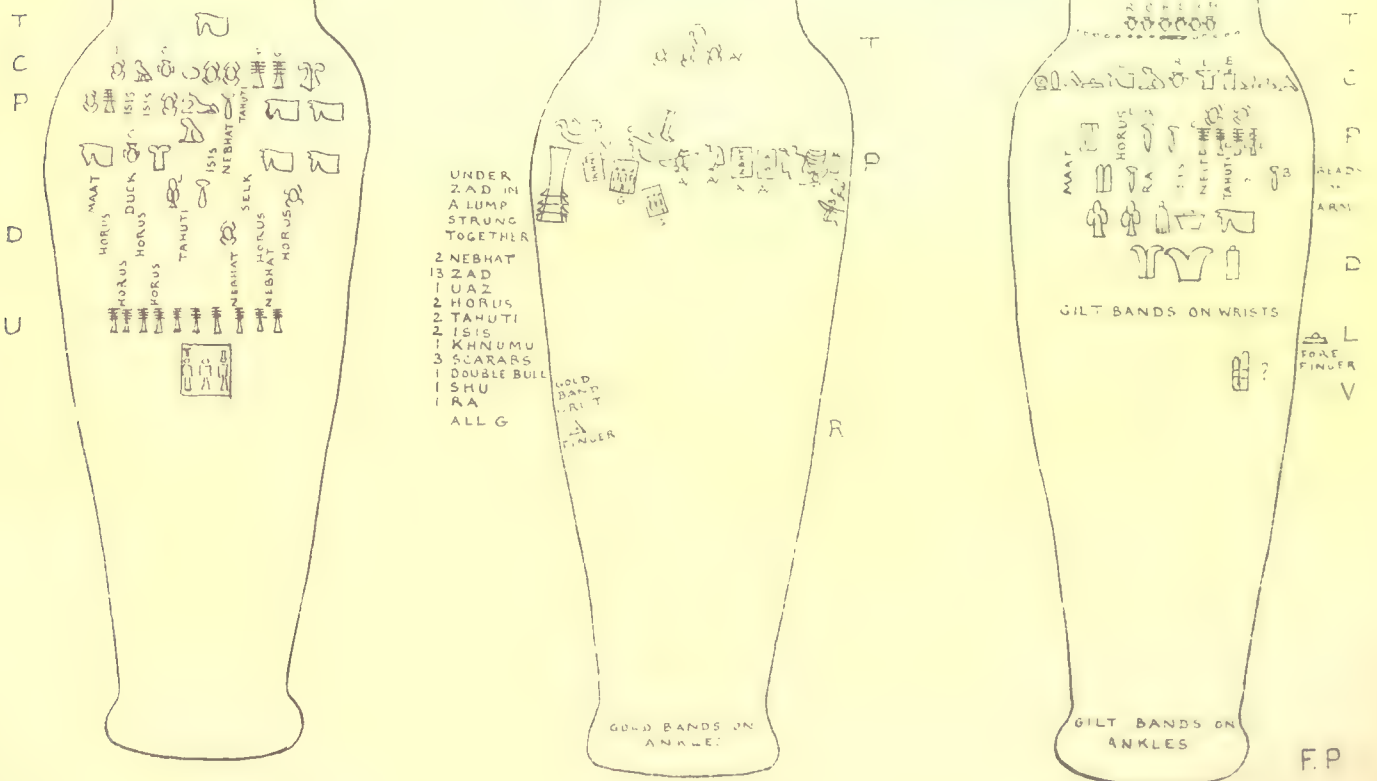 T
C
P
D
U
ISIS
ISIS
TAHUTI
ISIS
NEBHAT
MAAT
HORUS
DUCK
HORUS
TAHUTI
SELK
HORUS
HORUS
HORUS
HORUS
NEBHAT
NEBHAT
UNDER
ZAD IN
A LUMP
STRUNG
TOGETHER
2 NEBHAT
13 ZAD
1 UAZ
2 HORUS
2 TAHUTI
2 ISIS
1 KHNUMU
3 SCARABS
1 DOUBLE BULL
1 SHU
1 RA
ALL G
T
D
GOLD
BAND
FINGER
R
GOLD BANDS ON
T
C
P
HORUS
MAAT
RA
TAHUTI
3
ARM
D
GILT BANDS ON WRISTS
L
FORE
FINGER
?
V
GILT BANDS ON
ANKLES
F.P